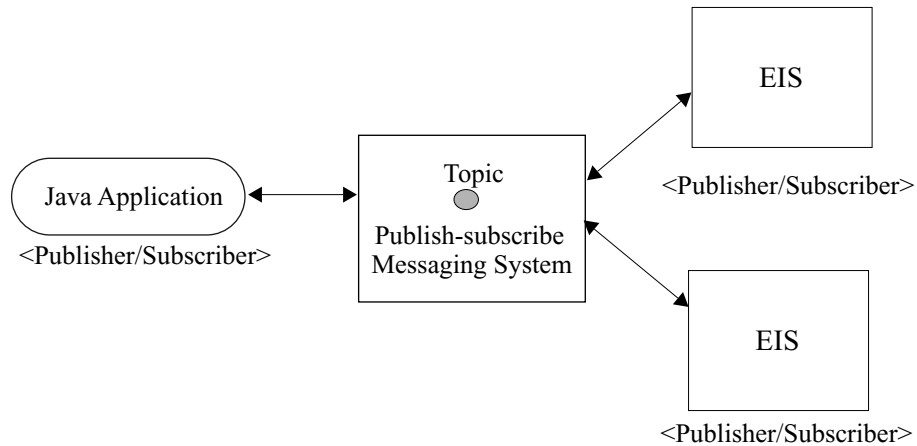 Java Application
<Publisher/Subscriber>
Topic
Publish-subscribe
Messaging System
EIS
<Publisher/Subscriber>
EIS
<Publisher/Subscriber>